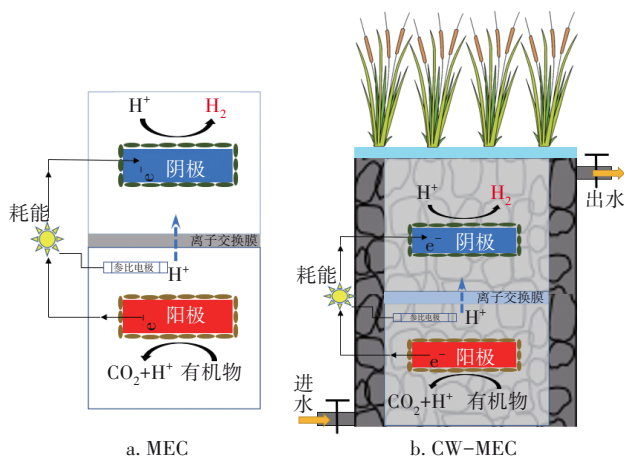 H⁺ H₂
阴极
e⁻
耗能
离子交换膜
参比电极
H⁺
阳极
e⁻
CO₂+H⁺ 有机物
a. MEC
出水
H⁺ H₂
阴极
e⁻
耗能
离子交换膜
参比电极
H⁺
阳极
e⁻
进水
CO₂+H⁺ 有机物
b. CW-MEC